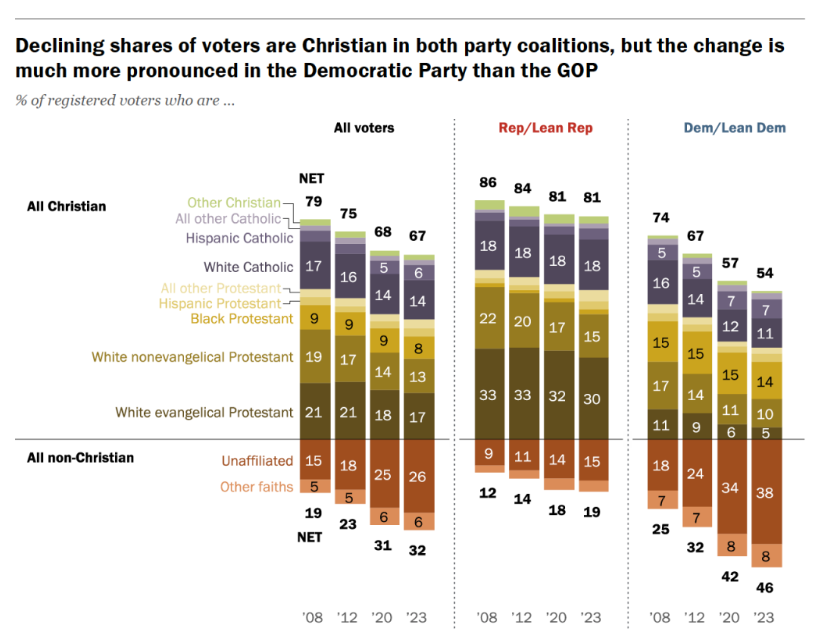 Declining shares of voters are Christian in both party coalitions, but the change is
much more pronounced in the Democratic Party than the GOP
% of registered voters who are ...
All voters
Rep/Lean Rep
Dem/Lean Dem
NET
79 75 68 67
86 84 81 81
74 67 57 54
All Christian
Other Christian
All other Catholic
Hispanic Catholic 5 6 5 5 7 7
White Catholic 17 16 14 14 18 18 18 18 16 14 12 11
All other Protestant
Hispanic Protestant
Black Protestant 9 9 9 8 15 15 15 14
White nonevangelical Protestant 19 17 14 13 22 20 17 15 17 14 11 10
White evangelical Protestant 21 21 18 17 33 33 32 30 11 9 6 5
All non-Christian
Unaffiliated 15 18 25 26 9 11 14 15 18 24 34 38
Other faiths 5 5 6 6 7 7 8 8
19 23 31 32 12 14 18 19 25 32 42 46
NET
'08 '12 '20 '23 '08 '12 '20 '23 '08 '12 '20 '23